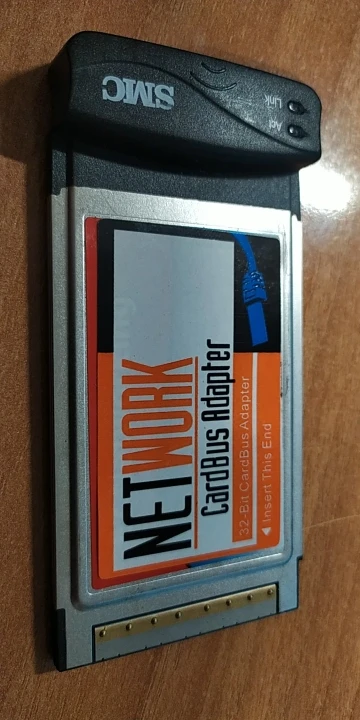 SMC
Link
Act
NETWORK
CardBus Adapter
32-Bit CardBus Adapter
Insert This End